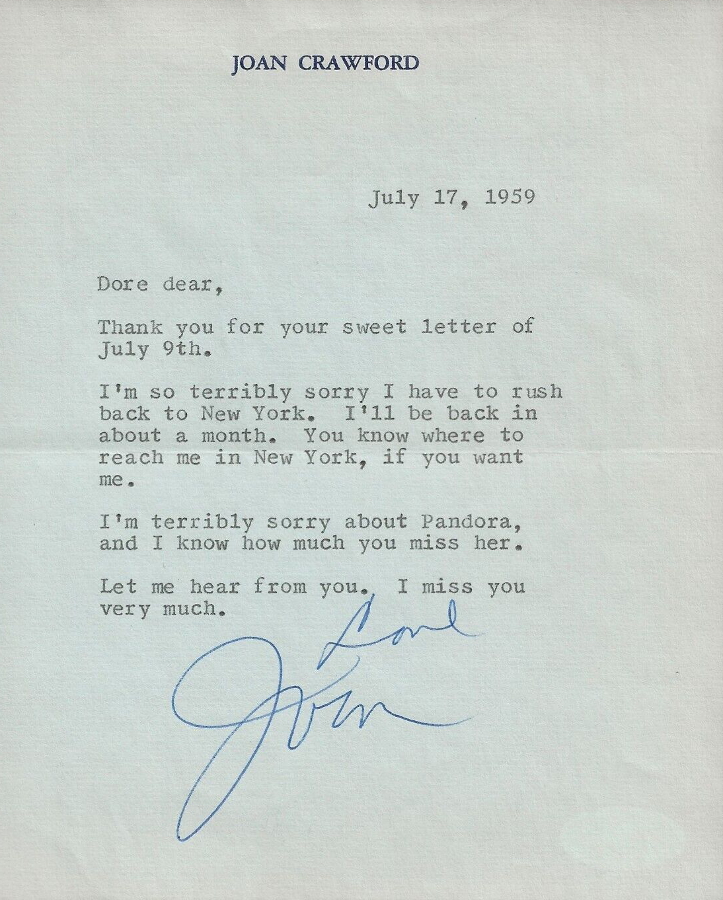 JOAN CRAWFORD
July 17, 1959
Dore dear,
Thank you for your sweet letter of
July 9th.
I'm so terribly sorry I have to rush
back to New York. I'll be back in
about a month. You know where to
reach me in New York, if you want
me.
I'm terribly sorry about Pandora,
and I know how much you miss her.
Let me hear from you. I miss you
very much.
Love
Joan